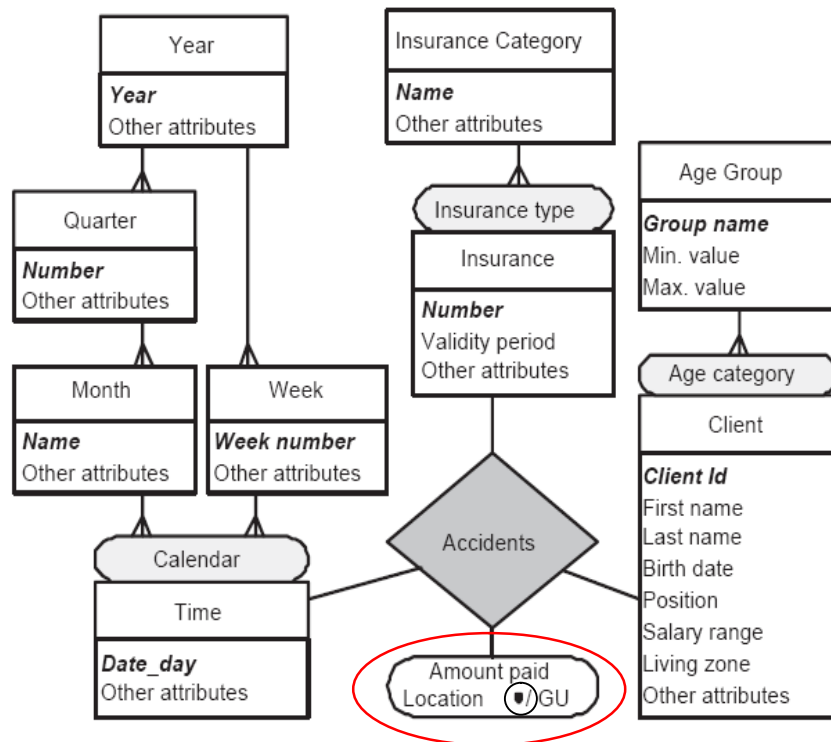 Year
Year
Other attributes
Insurance Category
Name
Other attributes
Age Group
Group name
Min. value
Max. value
Quarter
Number
Other attributes
Insurance type
Insurance
Number
Validity period
Other attributes
Month
Name
Other attributes
Week
Week number
Other attributes
Age category
Client
Client Id
First name
Last name
Birth date
Position
Salary range
Living zone
Other attributes
Accidents
Calendar
Time
Date_day
Other attributes
Amount paid
Location /GU